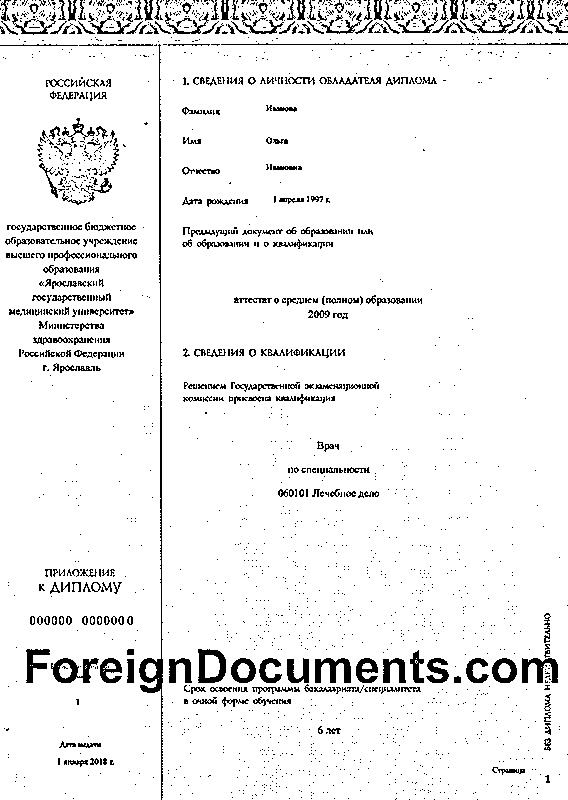 РОССИЙСКАЯ
ФЕДЕРАЦИЯ
государственное бюджетное
образовательное учреждение
высшего профессионального
образования
«Ярославский
государственный
медицинский университет»
Министерства
здравоохранения
Российской Федерации
г. Ярославль
ПРИЛОЖЕНИЕ
к ДИПЛОМУ
000000 0000000
1
Дата выдачи
1 января 2018 г.
1. СВЕДЕНИЯ О ЛИЧНОСТИ ОБЛАДАТЕЛЯ ДИПЛОМА
Фамилия Иванова
Имя Ольга
Отчество Ивановна
Дата рождения 1 апреля 1992 г.
Предыдущий документ об образовании или
об образовании и о квалификации
аттестат о среднем (полном) образовании
2009 год
2. СВЕДЕНИЯ О КВАЛИФИКАЦИИ
Решением Государственной экзаменационной
комиссии присвоена квалификация
Врач
по специальности
060101 Лечебное дело
ForeignDocuments.com
Срок освоения программы бакалавриата/специалитета
в очной форме обучения
6 лет
БЕЗ ДИПЛОМА НЕДЕЙСТВИТЕЛЬНО
Страница 1